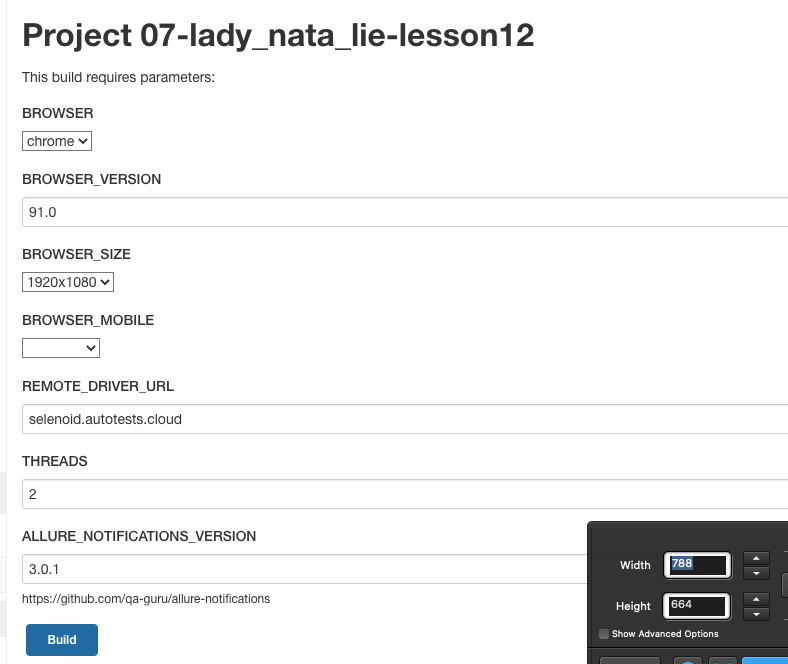 Project 07-lady_nata_lie-lesson12
This build requires parameters:
BROWSER
chrome
BROWSER_VERSION
91.0
BROWSER_SIZE
1920x1080
BROWSER_MOBILE
REMOTE_DRIVER_URL
selenoid.autotests.cloud
THREADS
2
ALLURE_NOTIFICATIONS_VERSION
3.0.1
https://github.com/qa-guru/allure-notifications
Build
Width 788
Height 664
Show Advanced Options